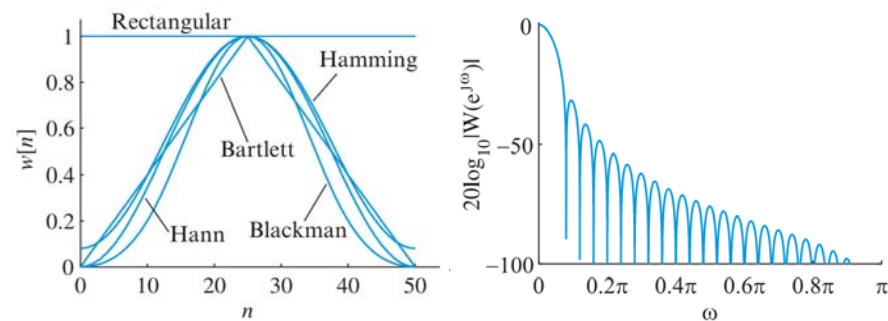 Rectangular
1
Hamming
0.8
0.6
w[n]
Bartlett
0.4
0.2
Hann
Blackman
0
0
10
20
30
40
50
n
0
20log10|W(e^jω)|
−50
−100
0
0.2π
0.4π
0.6π
0.8π
π
ω